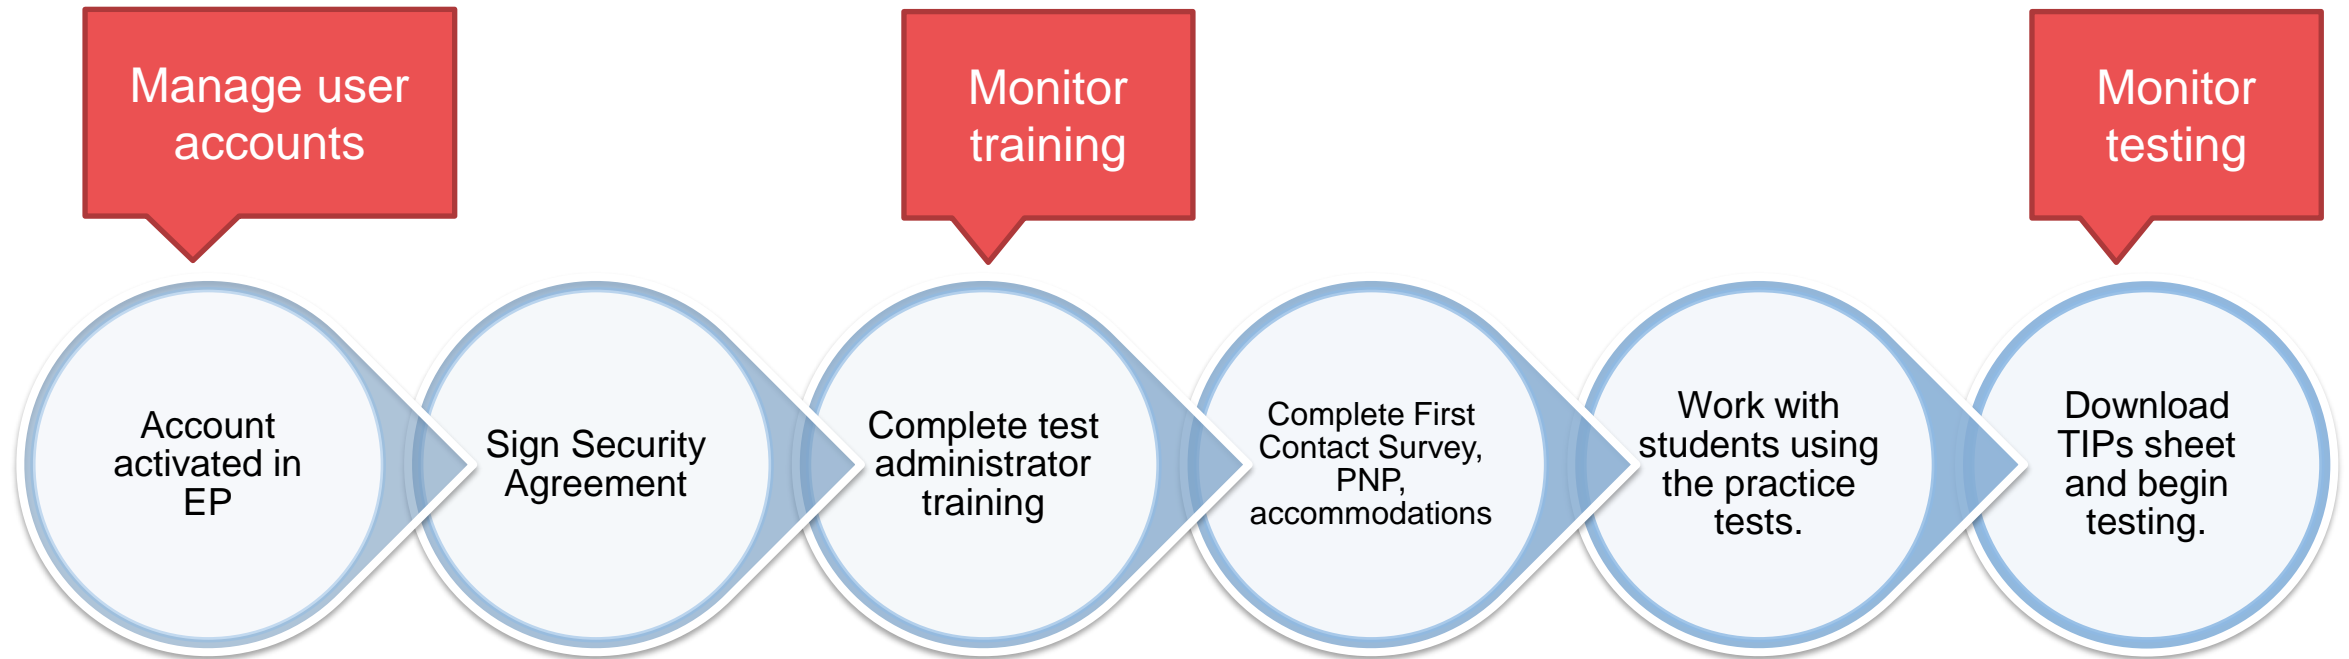 Manage user
accounts
Monitor
training
Monitor
testing
Account
activated in
EP
Sign Security
Agreement
Complete test
administrator
training
Complete First
Contact Survey,
PNP,
accommodations
Work with
students using
the practice
tests.
Download
TIPs sheet
and begin
testing.